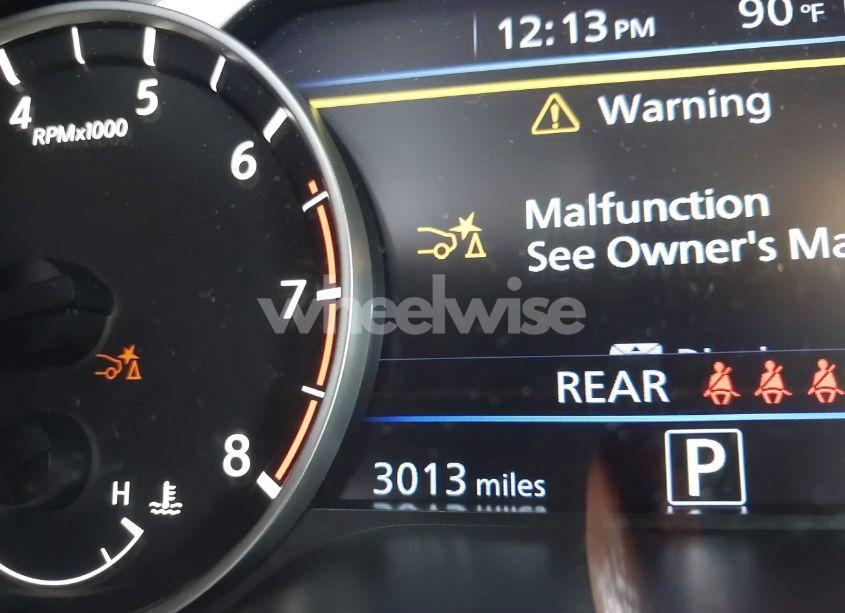 12:13 PM
90 °F
Warning
4
5
RPMx1000
6
Malfunction
See Owner's Ma
7
wheelwise
REAR
8
3013 miles
P
H